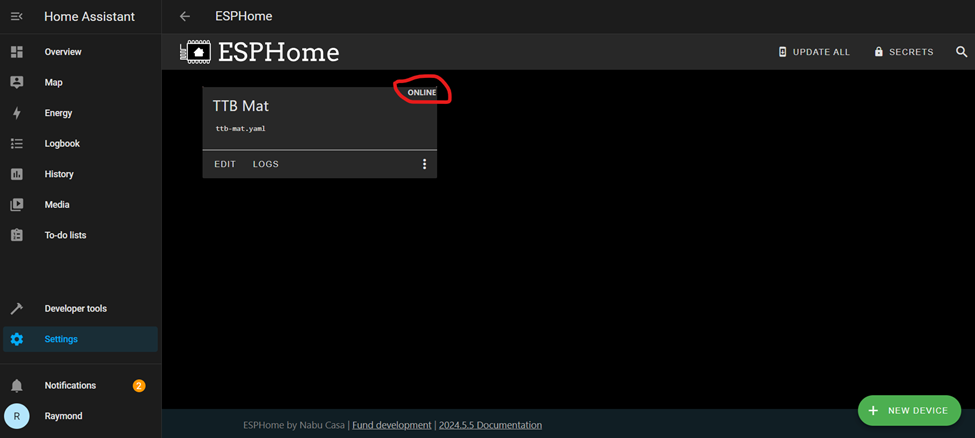 Home Assistant
Overview
Map
Energy
Logbook
History
Media
To-do lists
Developer tools
Settings
Notifications 2
R Raymond
ESPHome
ESPHome
UPDATE ALL SECRETS
ONLINE
TTB Mat
ttb-mat.yaml
EDIT LOGS
+ NEW DEVICE
ESPHome by Nabu Casa | Fund development | 2024.5.5 Documentation